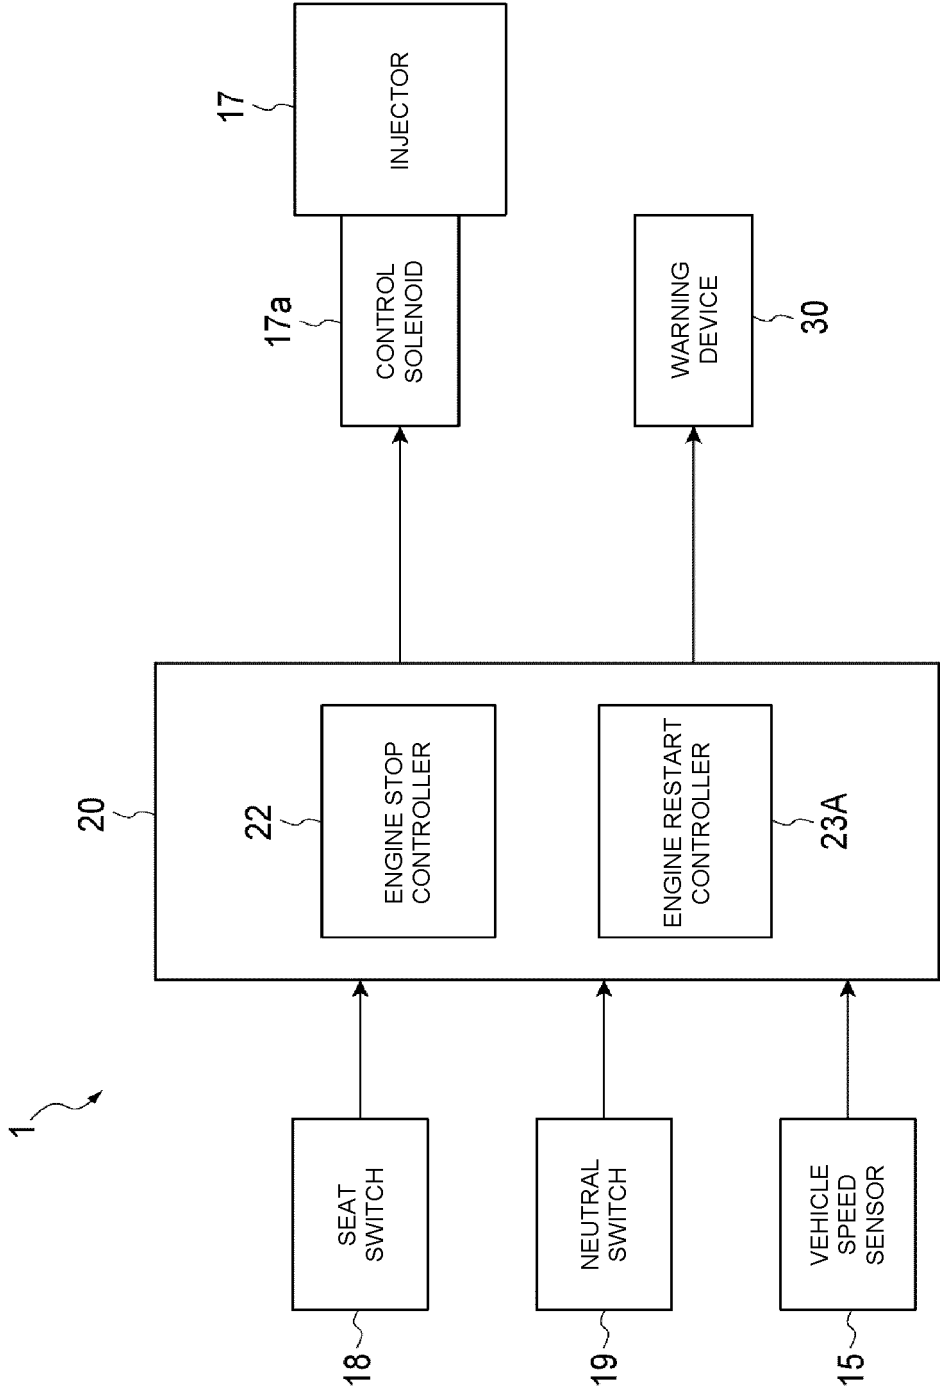 1
20
18
SEAT
SWITCH
19
NEUTRAL
SWITCH
15
VEHICLE
SPEED
SENSOR
22
ENGINE STOP
CONTROLLER
ENGINE RESTART
CONTROLLER
23A
17a
CONTROL
SOLENOID
17
INJECTOR
WARNING
DEVICE
30